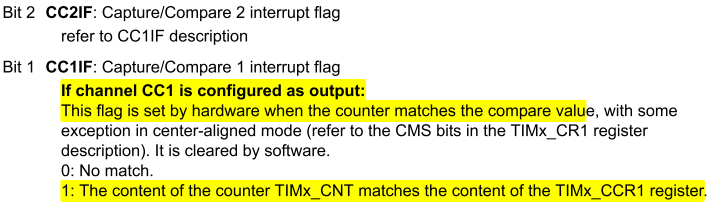 Bit 2 CC2IF: Capture/Compare 2 interrupt flag
refer to CC1IF description
Bit 1 CC1IF: Capture/Compare 1 interrupt flag
If channel CC1 is configured as output:
This flag is set by hardware when the counter matches the compare value, with some
exception in center-aligned mode (refer to the CMS bits in the TIMx_CR1 register
description). It is cleared by software.
0: No match.
1: The content of the counter TIMx_CNT matches the content of the TIMx_CCR1 register.